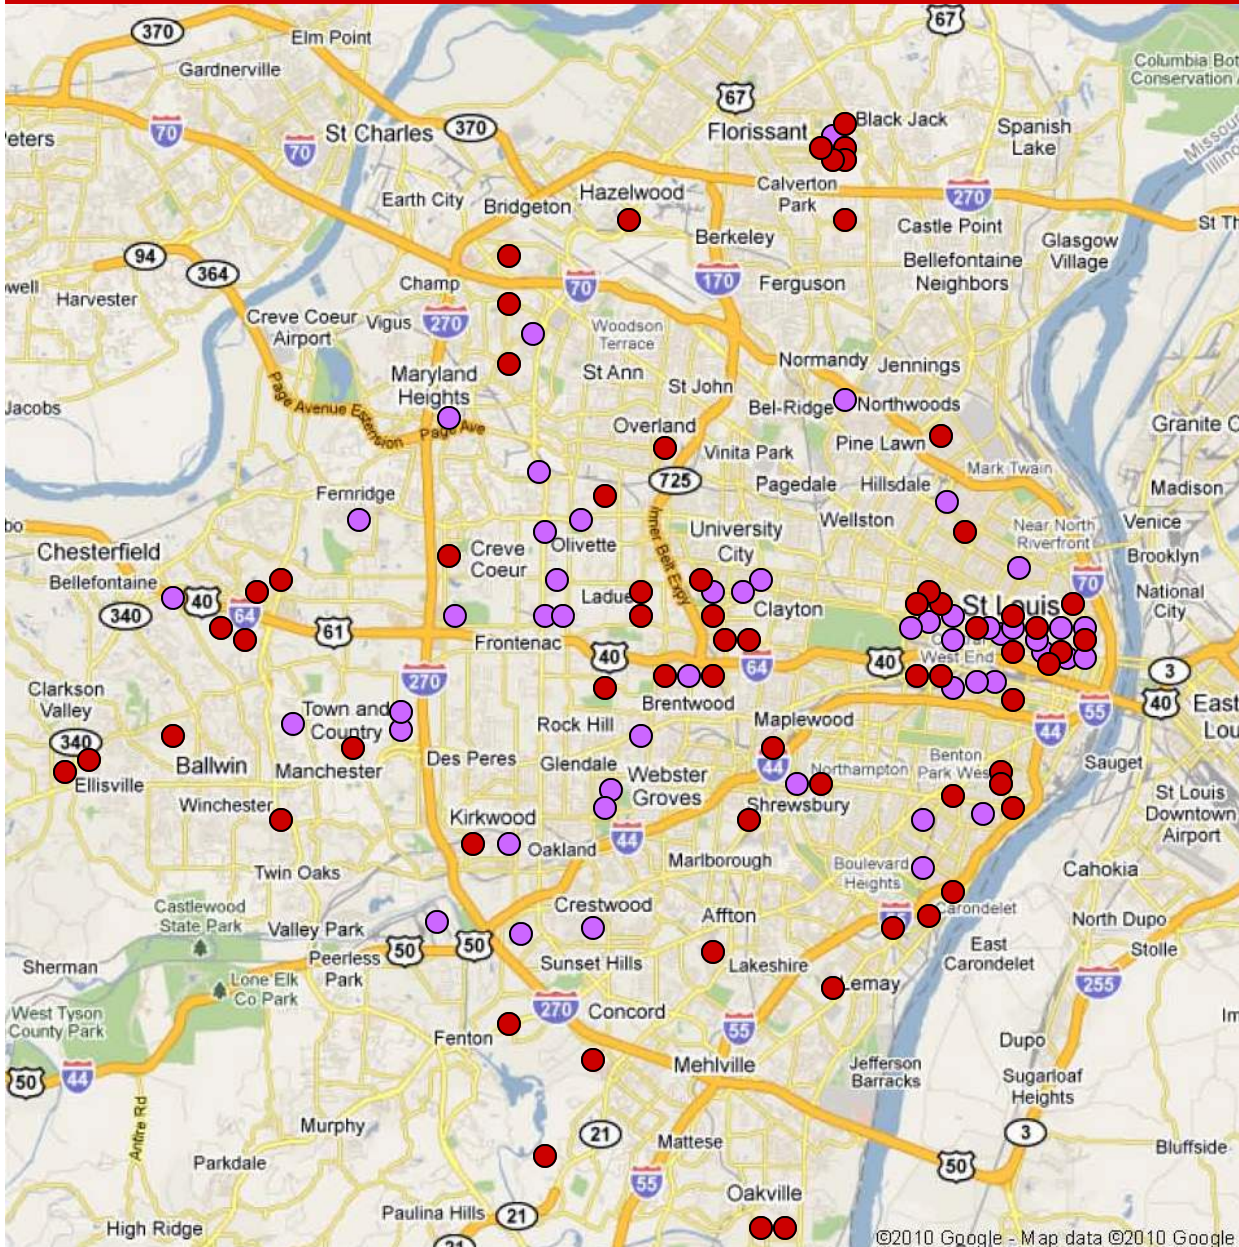 67
370
Elm Point
Gardnerville
Columbia Bot
Conservation
67
70
St Charles
370
Florissant
Black Jack
Spanish
Lake
Missou
Illino
eters
70
Earth City
Hazelwood
Bridgeton
Calverton
Park
270
Castle Point
St Th
94
364
Berkeley
Glasgow
Village
Bellefontaine
Neighbors
well
Harvester
Champ
70
170
Ferguson
Creve Coeur
Airport
Vigus
270
Woodson
Terrace
Normandy
Jennings
Maryland
Heights
St Ann
St John
Jacobs
Page Avenue Extension
Page Ave
Bel-Ridge
Northwoods
Overland
Granite C
Vinita Park
Pine Lawn
Mark Twain
725
Pagedale
Hillsdale
Madison
Fernridge
Inner Belt Expy
University
City
Wellston
Near North
Riverfront
Venice
bo
Chesterfield
Creve
Coeur
Olivette
Brooklyn
Bellefontaine
40
Ladue
Clayton
St Louis
70
National
City
340
64
61
Frontenac
40
64
40
Central
West End
3
270
Clarkson
Valley
Brentwood
40
East
Lou
Town and
Country
Rock Hill
Maplewood
55
44
340
Ballwin
Manchester
Des Peres
Glendale
44
Northampton
Benton
Park West
Sauget
Ellisville
Webster
Groves
Shrewsbury
St Louis
Downtown
Airport
Winchester
Kirkwood
44
Oakland
Marlborough
Boulevard
Heights
Cahokia
Twin Oaks
Castlewood
State Park
Crestwood
Affton
Carondelet
North Dupo
Valley Park
50
50
Stolle
Peerless
Park
Sunset Hills
Lakeshire
East
Carondelet
Sherman
Lone Elk
Co Park
Lemay
255
West Tyson
County Park
270
Concord
Im
Fenton
55
Dupo
50
44
Mehlville
Jefferson
Barracks
Sugarloaf
Heights
Antire Rd
Murphy
21
Mattese
3
Bluffside
Parkdale
55
50
Oakville
Paulina Hills
21
High Ridge
21
©2010 Google - Map data ©2010 Google